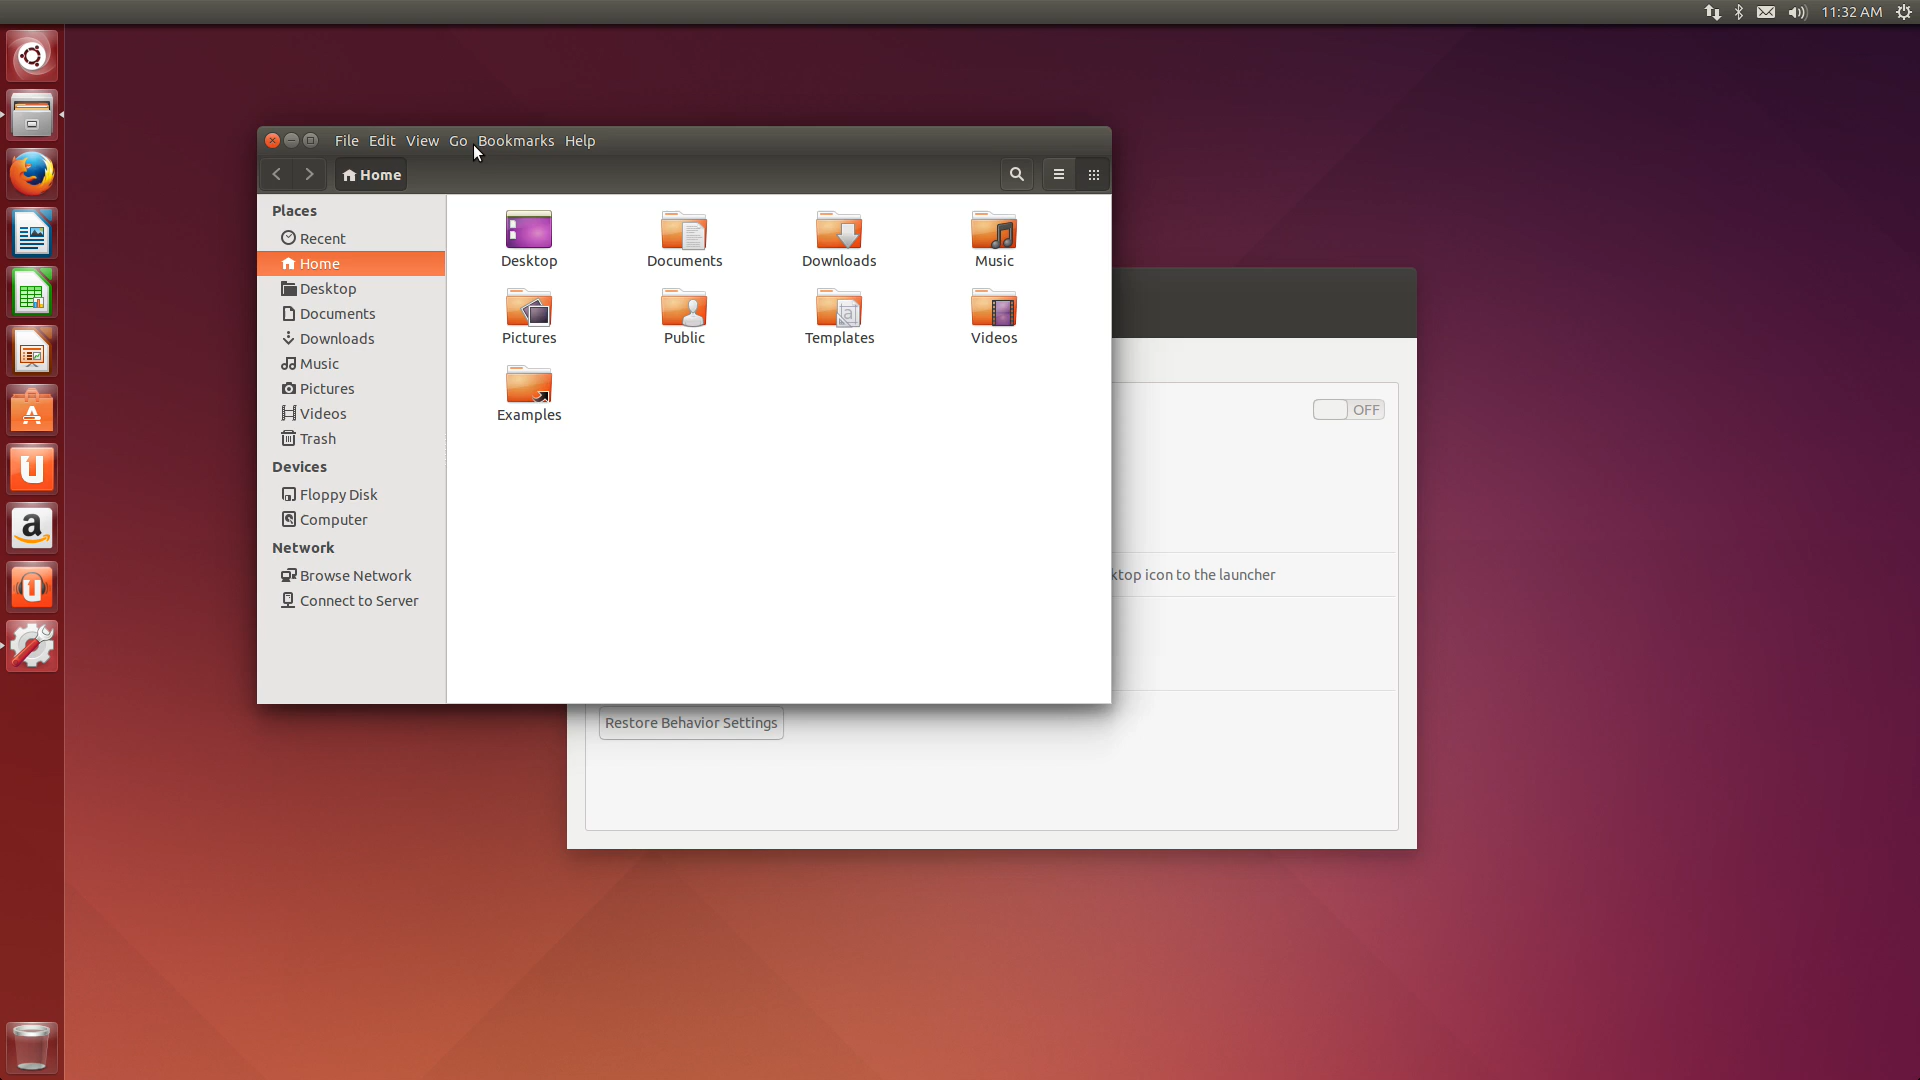 11:32 AM
File Edit View Go Bookmarks Help
Home
Places
Recent
Home
Desktop
Documents
Downloads
Music
Pictures
Videos
Trash
Devices
Floppy Disk
Computer
Network
Browse Network
Connect to Server
Desktop Documents Downloads Music
Pictures Public Templates Videos
Examples
OFF
ktop icon to the launcher
Restore Behavior Settings